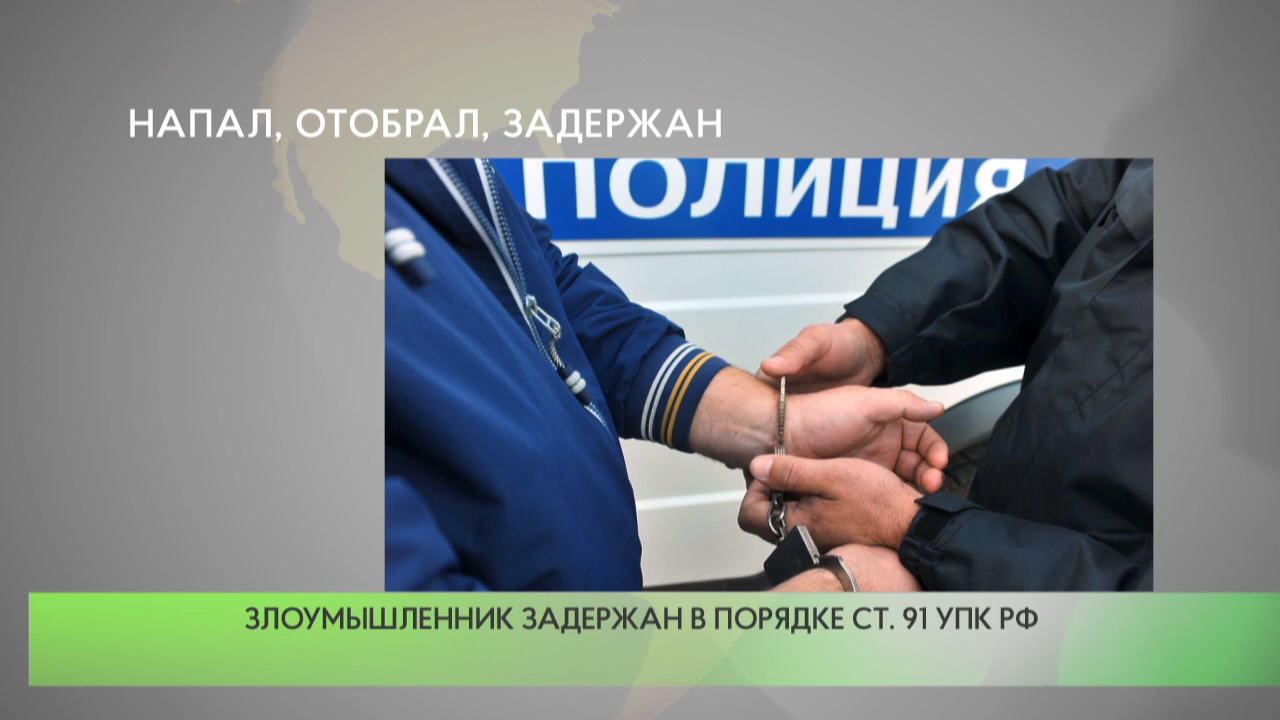 НАПАЛ, ОТОБРАЛ, ЗАДЕРЖАН
ПОЛИЦИЯ
ЗЛОУМЫШЛЕННИК ЗАДЕРЖАН В ПОРЯДКЕ СТ. 91 УПК РФ